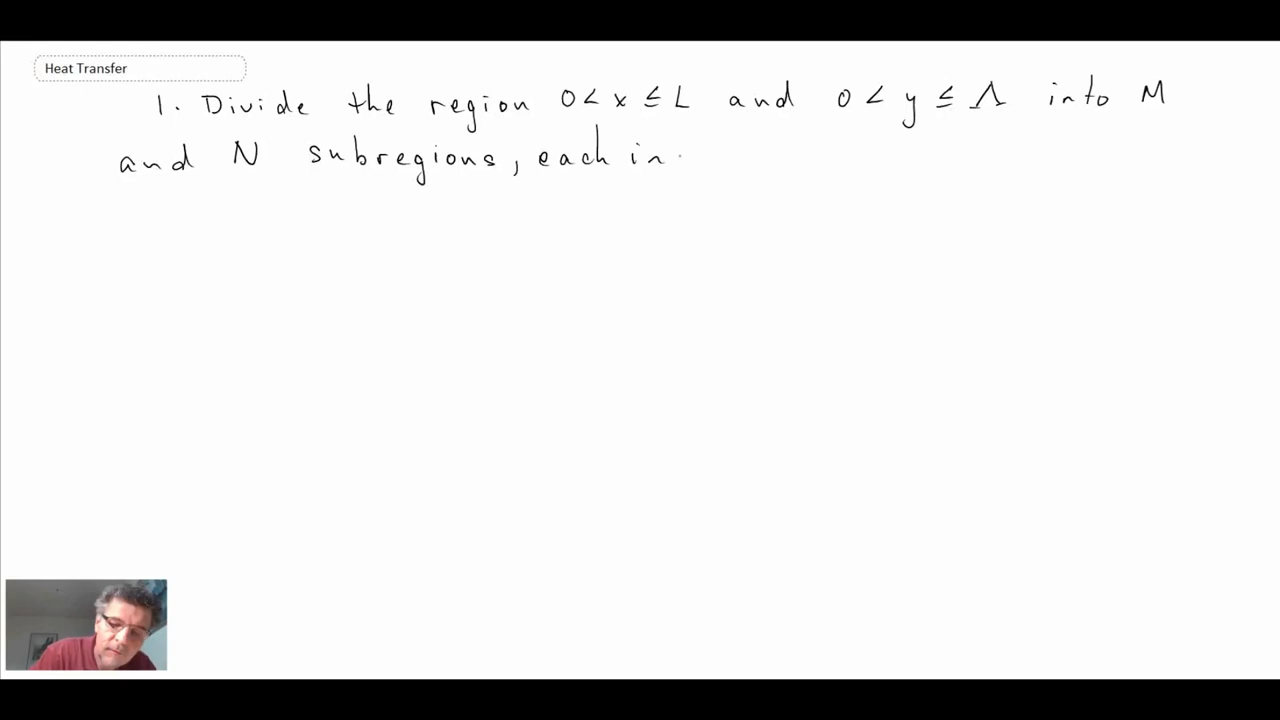 Heat Transfer
1. Divide the region 0 < x ≤ L and 0 < y ≤ Λ into M
and N subregions, each in